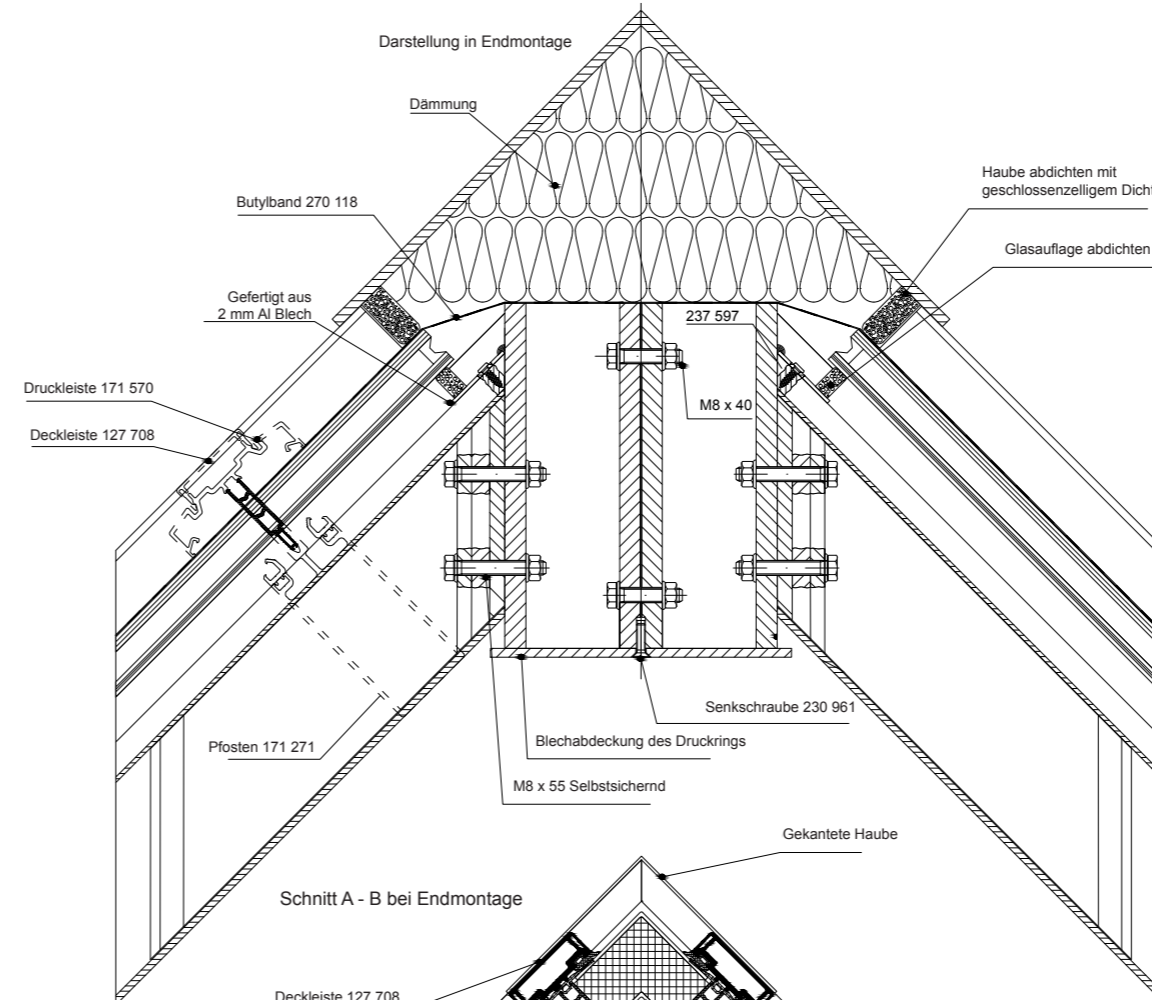 Darstellung in Endmontage
Dämmung
Haube abdichten mit
geschlossenzelligem
Butylband 270 118
Glasauflage abdichten
Gefertigt aus
2 mm Al Blech
237 597
Druckleiste 171 570
M8 x 40
Deckleiste 127 708
Senkschraube 230 961
Pfosten 171 271
Blechabdeckung des Druckrings
M8 x 55 Selbstsichernd
Gekantete Haube
Schnitt A - B bei Endmontage
Deckleiste 127 708